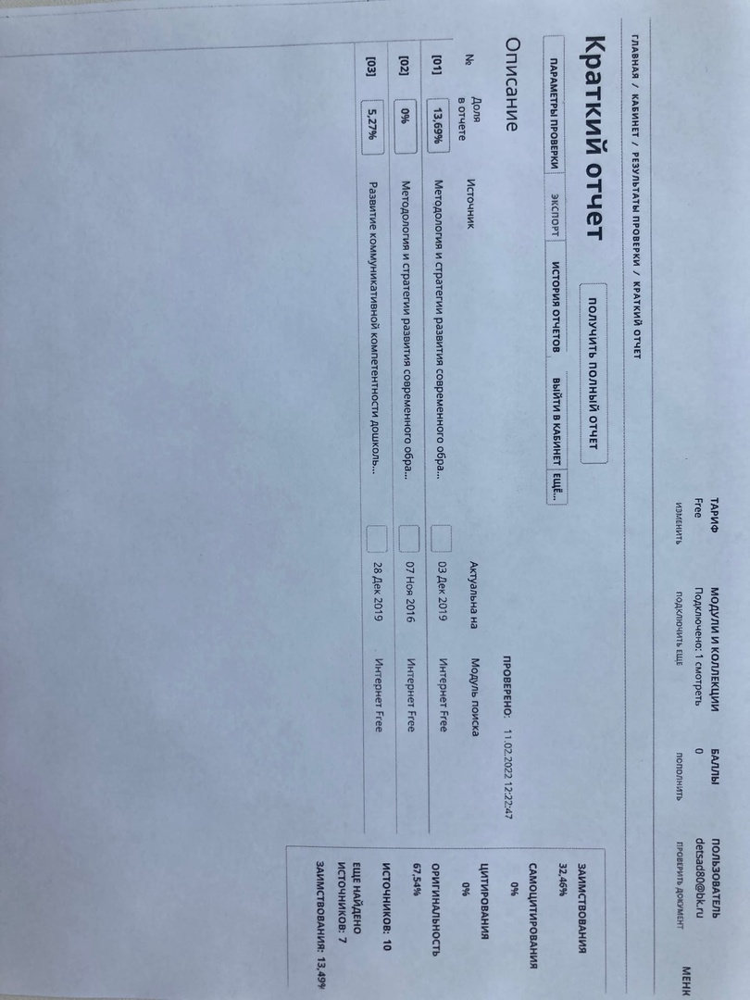 ТАРИФ
Free
ИЗМЕНИТЬ
МОДУЛИ И КОЛЛЕКЦИИ
Подключено: 1 смотреть
ПОДКЛЮЧИТЬ ЕЩЕ
БАЛЛЫ
0
ПОПОЛНИТЬ
ПОЛЬЗОВАТЕЛЬ
detsad80@bk.ru
ПРОВЕРИТЬ ДОКУМЕНТ
МЕНЮ
ГЛАВНАЯ / КАБИНЕТ / РЕЗУЛЬТАТЫ ПРОВЕРКИ / КРАТКИЙ ОТЧЕТ
Краткий отчет
ПОЛУЧИТЬ ПОЛНЫЙ ОТЧЕТ
ПАРАМЕТРЫ ПРОВЕРКИ ЭКСПОРТ ИСТОРИЯ ОТЧЕТОВ ВЫЙТИ В КАБИНЕТ ЕЩЁ...
Описание
ПРОВЕРЕНО: 11.02.2022 12:22:47
№ Доля в отчете Источник Актуальна на Модуль поиска
[01] 13,69% Методология и стратегии развития современного обра... 03 Дек 2019 Интернет Free
[02] 0% Методология и стратегии развития современного обра... 07 Ноя 2016 Интернет Free
[03] 5,27% Развитие коммуникативной компетентности дошколь... 28 Дек 2019 Интернет Free
ЗАИМСТВОВАНИЯ
32,46%
САМОЦИТИРОВАНИЯ
0%
ЦИТИРОВАНИЯ
0%
ОРИГИНАЛЬНОСТЬ
67,54%
ИСТОЧНИКОВ: 10
ЕЩЕ НАЙДЕНО
ИСТОЧНИКОВ: 7
ЗАИМСТВОВАНИЯ: 13,49%